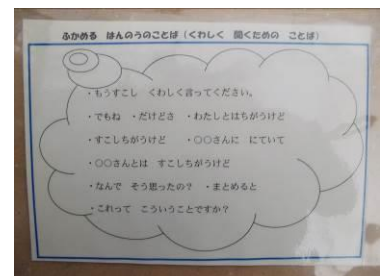 ふかめる はんのうのことば（くわしく 聞くための ことば）
・もうすこし くわしく言ってください。
・でもね ・だけどさ ・わたしとはちがうけど
・すこしちがうけど ・○○さんに にていて
・○○さんとは すこしちがうけど
・なんで そう思ったの？ ・まとめると
・これって こういうことですか？